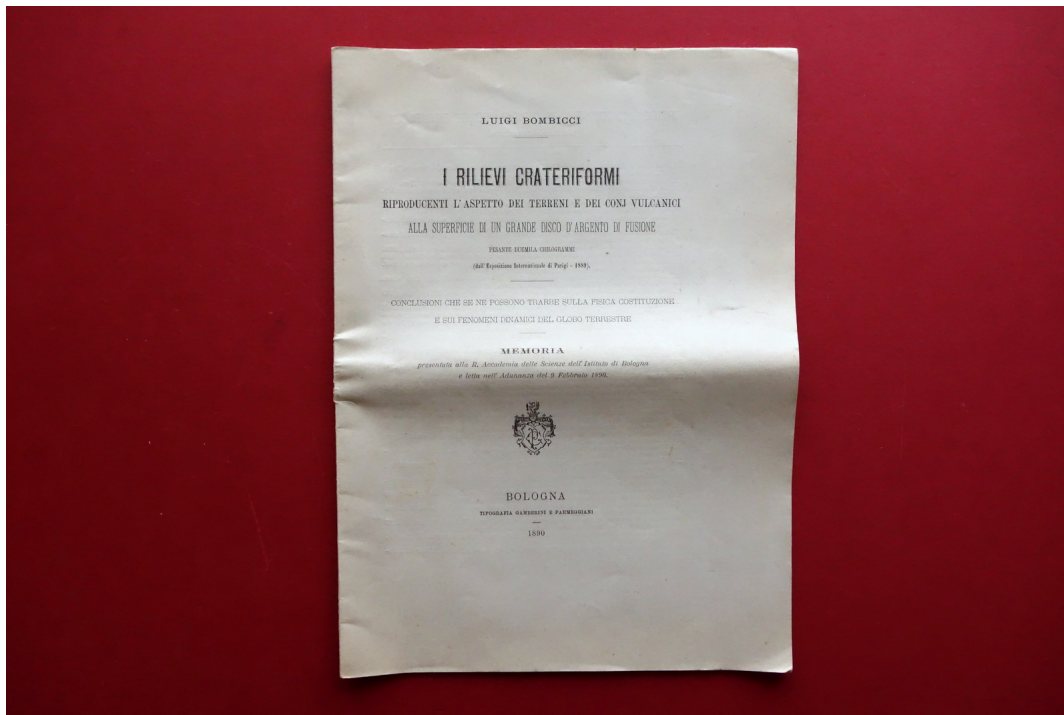 LUIGI BOMBICCI
I RILIEVI CRATERIFORMI
RIPRODUCENTI L'ASPETTO DEI TERRENI E DEI CONJ VULCANICI
ALLA SUPERFICIE DI UN GRANDE DISCO D'ARGENTO DI FUSIONE
PESANTE DUEMILA CHILOGRAMMI
(dall'Esposizione Internazionale di Parigi - 1889).
CONCLUSIONI CHE SE NE POSSONO TRARRE SULLA FISICA COSTITUZIONE
E SUI FENOMENI DINAMICI DEL GLOBO TERRESTRE
MEMORIA
presentata alla R. Accademia delle Scienze dell'Istituto di Bologna
e letta nell'Adunanza del 9 Febbraio 1890.
BOLOGNA
TIPOGRAFIA GAMBERINI E PARMEGGIANI
1890